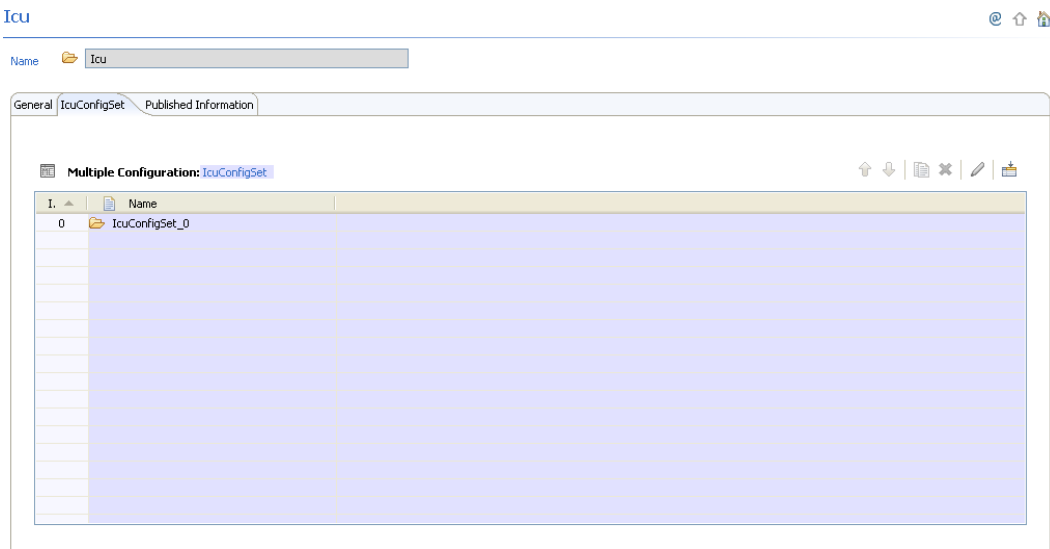 Icu
@
Name Icu
General IcuConfigSet Published Information
Multiple Configuration: IcuConfigSet
I. Name
0 IcuConfigSet_0